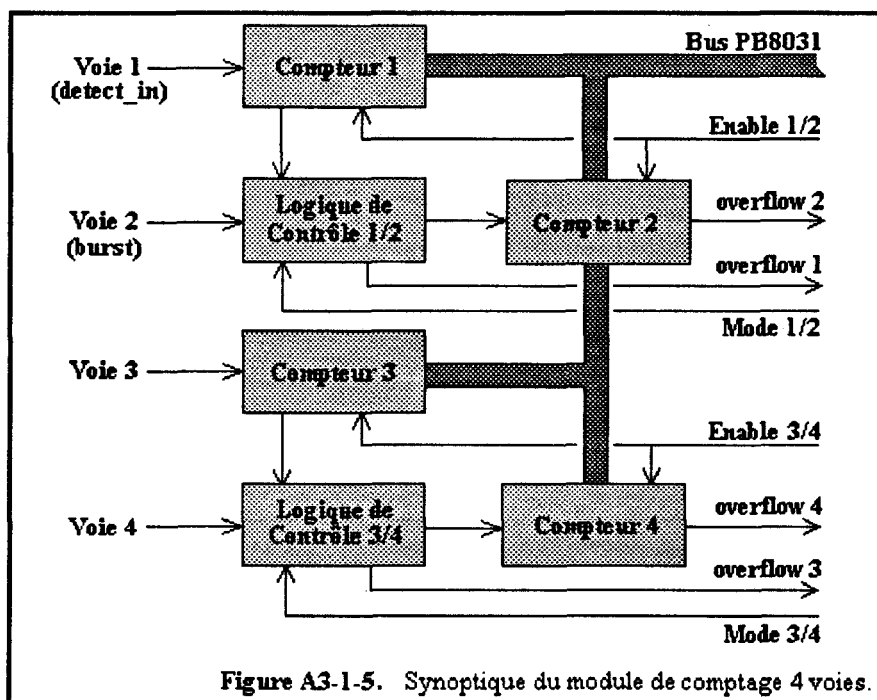 Bus PB8031
Voie 1
(detect_in)
Compteur 1
Enable 1/2
Voie 2
(burst)
Logique de
Contrôle 1/2
Compteur 2
overflow 2
overflow 1
Mode 1/2
Voie 3
Compteur 3
Enable 3/4
Voie 4
Logique de
Contrôle 3/4
Compteur 4
overflow 4
overflow 3
Mode 3/4
Figure A3-1-5. Synoptique du module de comptage 4 voies.